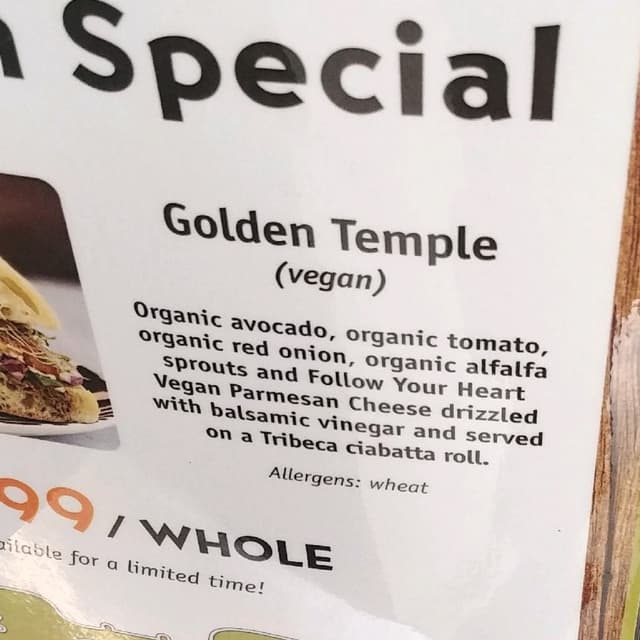 Special
Golden Temple
(vegan)
Organic avocado, organic tomato,
organic red onion, organic alfalfa
sprouts and Follow Your Heart
Vegan Parmesan Cheese drizzled
with balsamic vinegar and served
on a Tribeca ciabatta roll.
Allergens: wheat
99 / WHOLE
for a limited time!